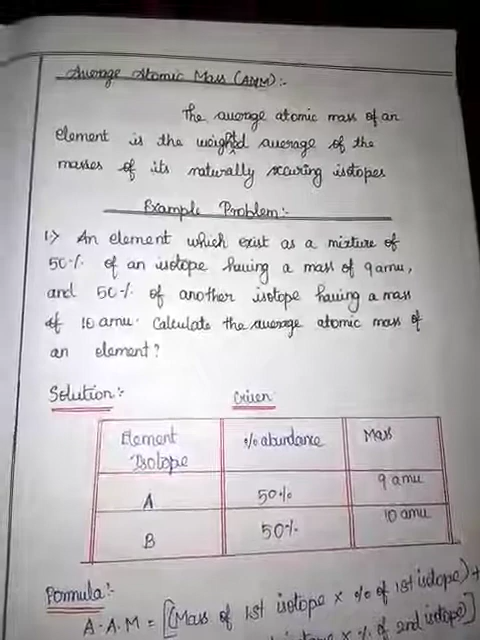 Average Atomic Mass (AAM):-
The average atomic mass of an
element is the weighted average of the
masses of its naturally occuring isotopes
Example Problem:-
1.) An element which exist as a mixture of
50% of an isotope having a mass of 9 amu,
and 50% of another isotope having a mass
of 10 amu. Calculate the average atomic mass of
an element?
Solution:- Given
Element Isotope % abundance Mass
A 50% 9 amu
B 50% 10 amu
Formula:-
A.A.M = [(Mass of 1st isotope x % of 1st isotope) +
x % of 2nd isotope)]